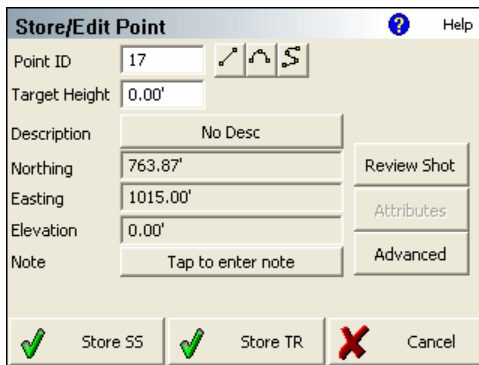 Store/Edit Point ? Help
Point ID 17
Target Height 0.00'
Description No Desc
Northing 763.87' Review Shot
Easting 1015.00' Attributes
Elevation 0.00'
Note Tap to enter note Advanced
Store SS Store TR Cancel